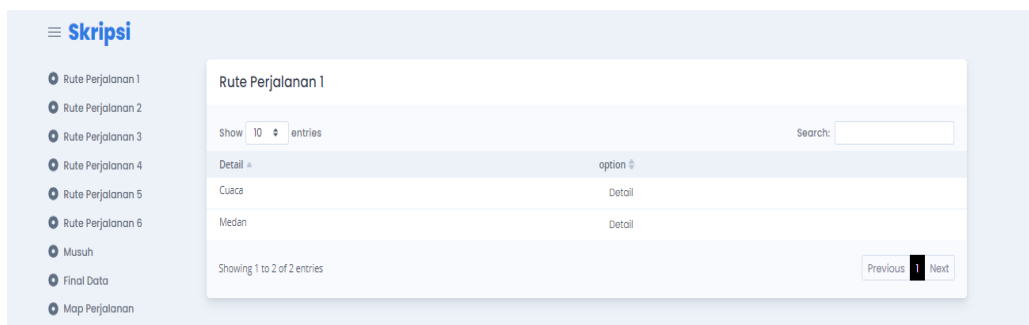 Skripsi
Rute Perjalanan 1
Rute Perjalanan 2
Rute Perjalanan 3
Rute Perjalanan 4
Rute Perjalanan 5
Rute Perjalanan 6
Musuh
Final Data
Map Perjalanan
Rute Perjalanan 1
Show 10 entries Search:
Detail option
Cuaca Detail
Medan Detail
Showing 1 to 2 of 2 entries Previous 1 Next